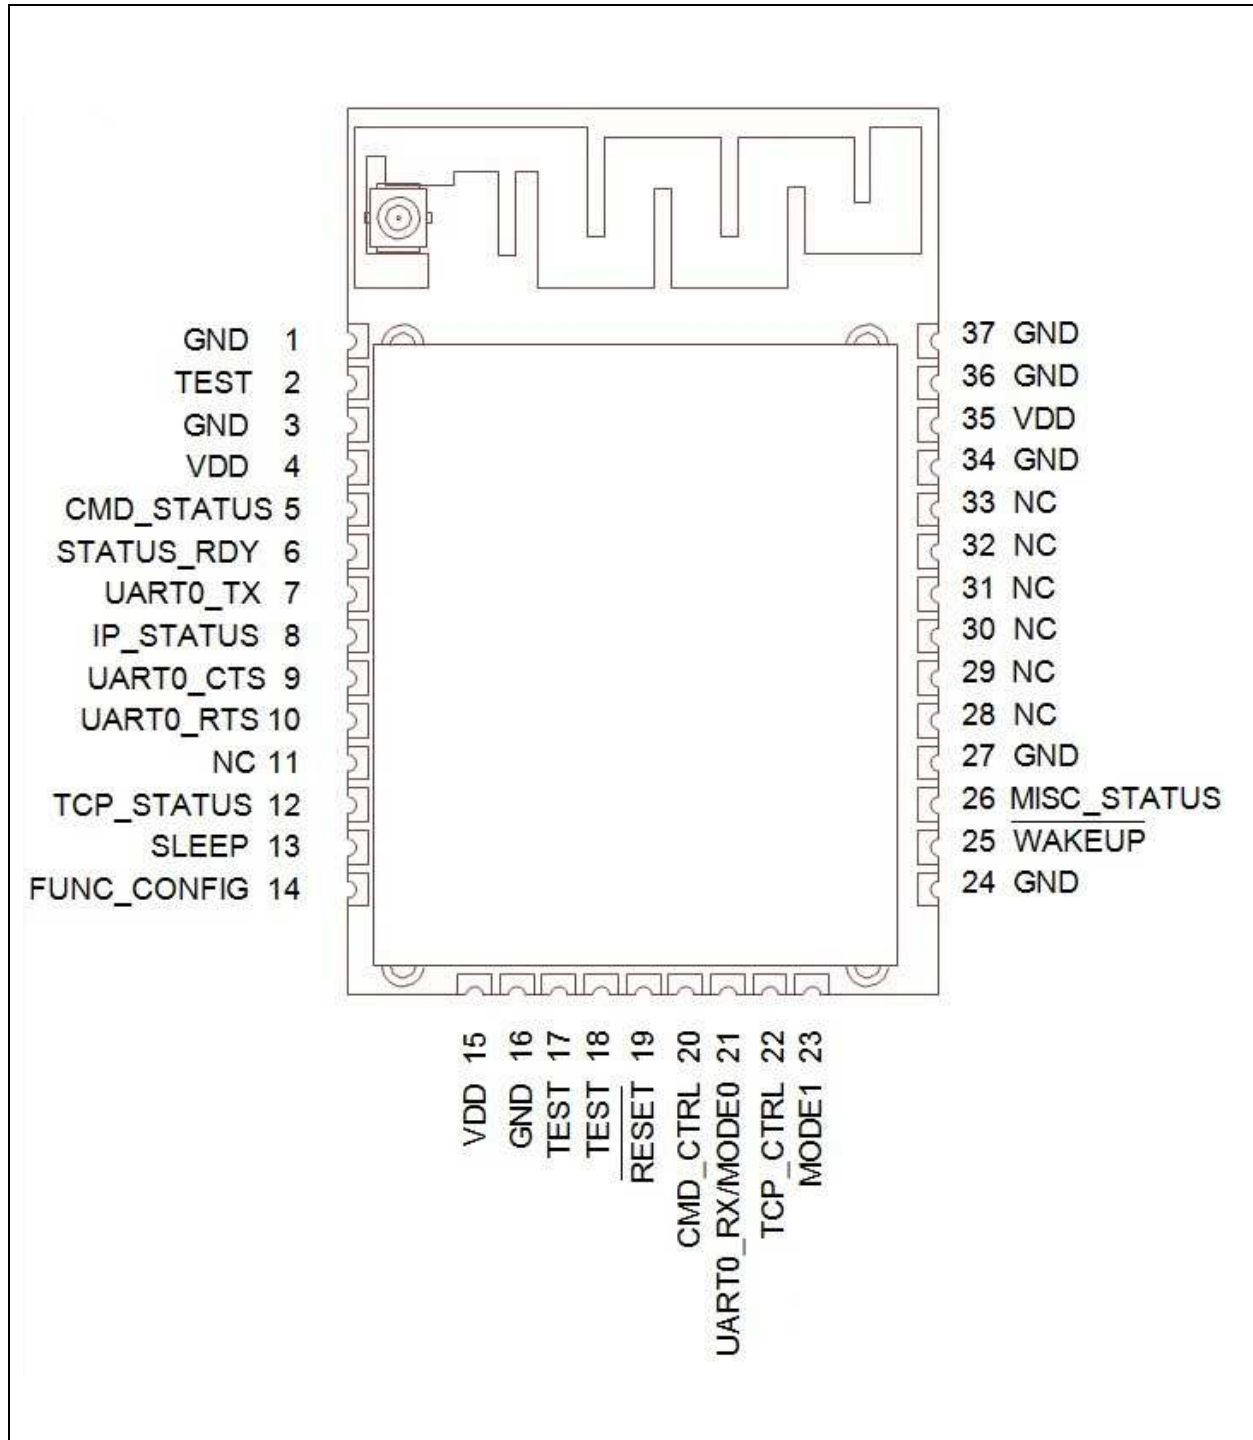 GND 1
TEST 2
GND 3
VDD 4
CMD_STATUS 5
STATUS_RDY 6
UART0_TX 7
IP_STATUS 8
UART0_CTS 9
UART0_RTS 10
NC 11
TCP_STATUS 12
SLEEP 13
FUNC_CONFIG 14
VDD 15
GND 16
TEST 17
TEST 18
RESET 19
CMD_CTRL 20
UART0_RX/MODE0 21
TCP_CTRL 22
MODE1 23
37 GND
36 GND
35 VDD
34 GND
33 NC
32 NC
31 NC
30 NC
29 NC
28 NC
27 GND
26 MISC_STATUS
25 WAKEUP
24 GND